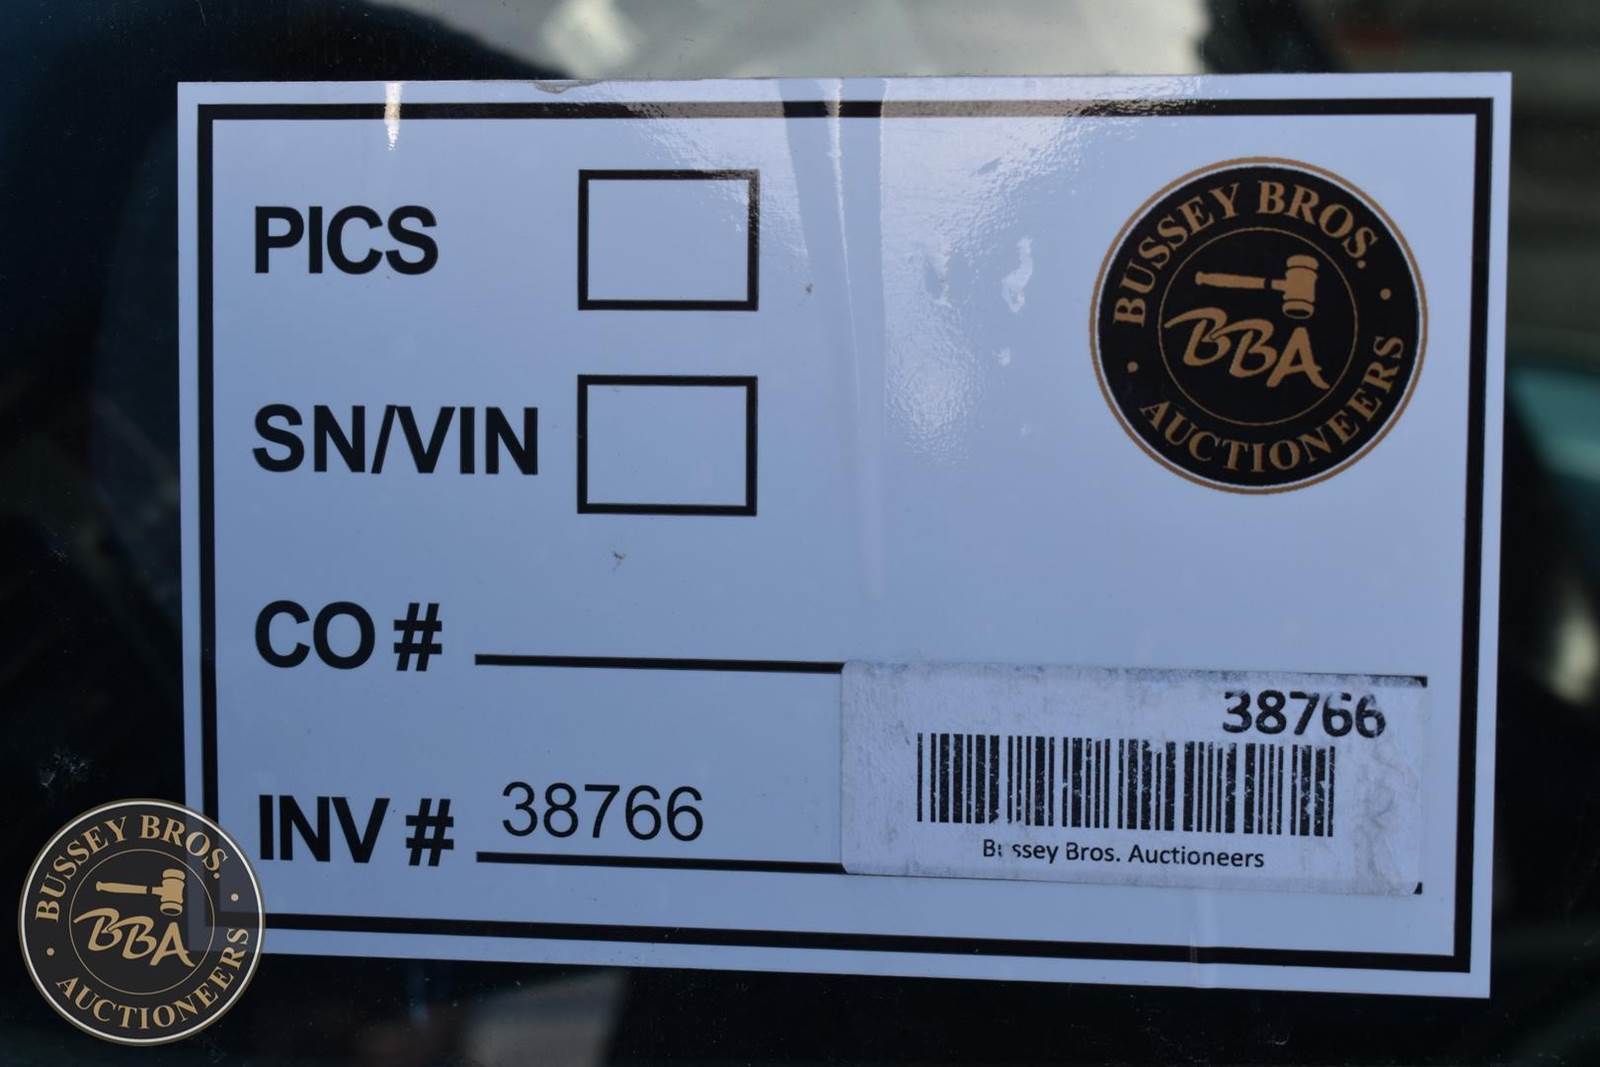 PICS
SN/VIN
CO #
INV # 38766
BUSSEY BROS.
BBA
AUCTIONEERS
38766
Bussey Bros. Auctioneers
BUSSEY BROS.
BBA
AUCTIONEERS